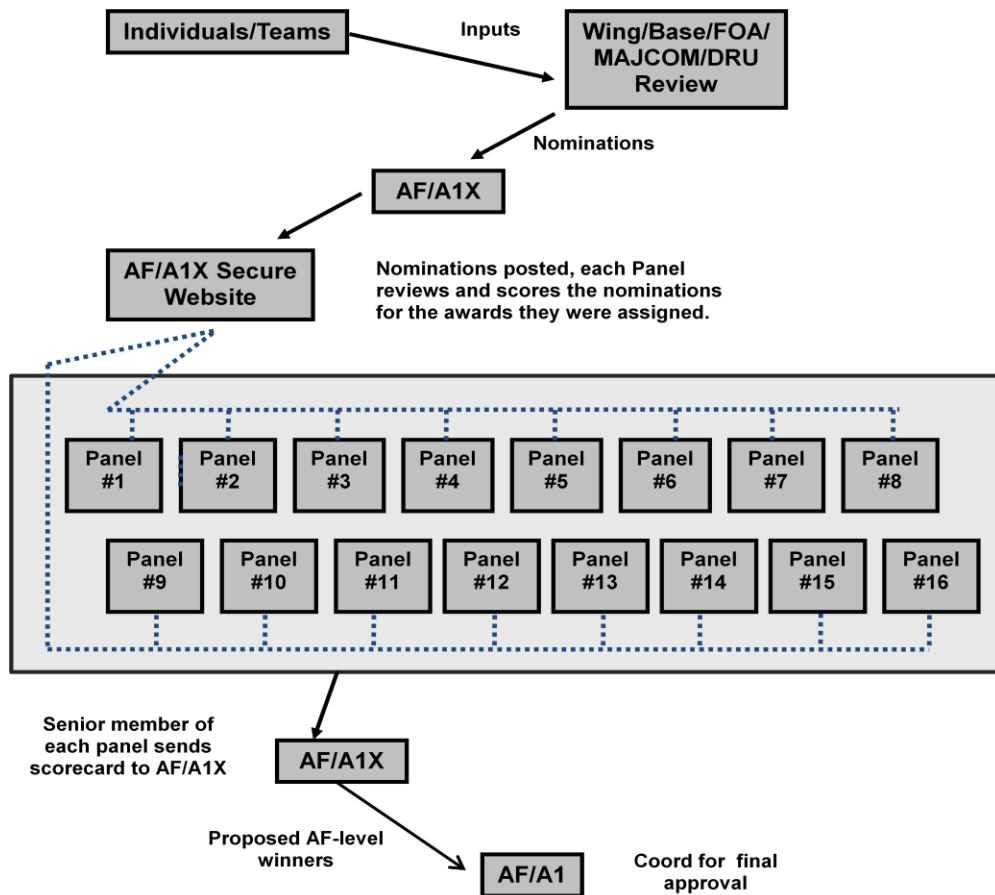 Individuals/Teams
Inputs
Wing/Base/FOA/
MAJCOM/DRU
Review
Nominations
AF/A1X
AF/A1X Secure
Website
Nominations posted, each Panel
reviews and scores the nominations
for the awards they were assigned.
Panel
#1
Panel
#2
Panel
#3
Panel
#4
Panel
#5
Panel
#6
Panel
#7
Panel
#8
Panel
#9
Panel
#10
Panel
#11
Panel
#12
Panel
#13
Panel
#14
Panel
#15
Panel
#16
Senior member of
each panel sends
scorecard to AF/A1X
AF/A1X
Proposed AF-level
winners
AF/A1
Coord for final
approval